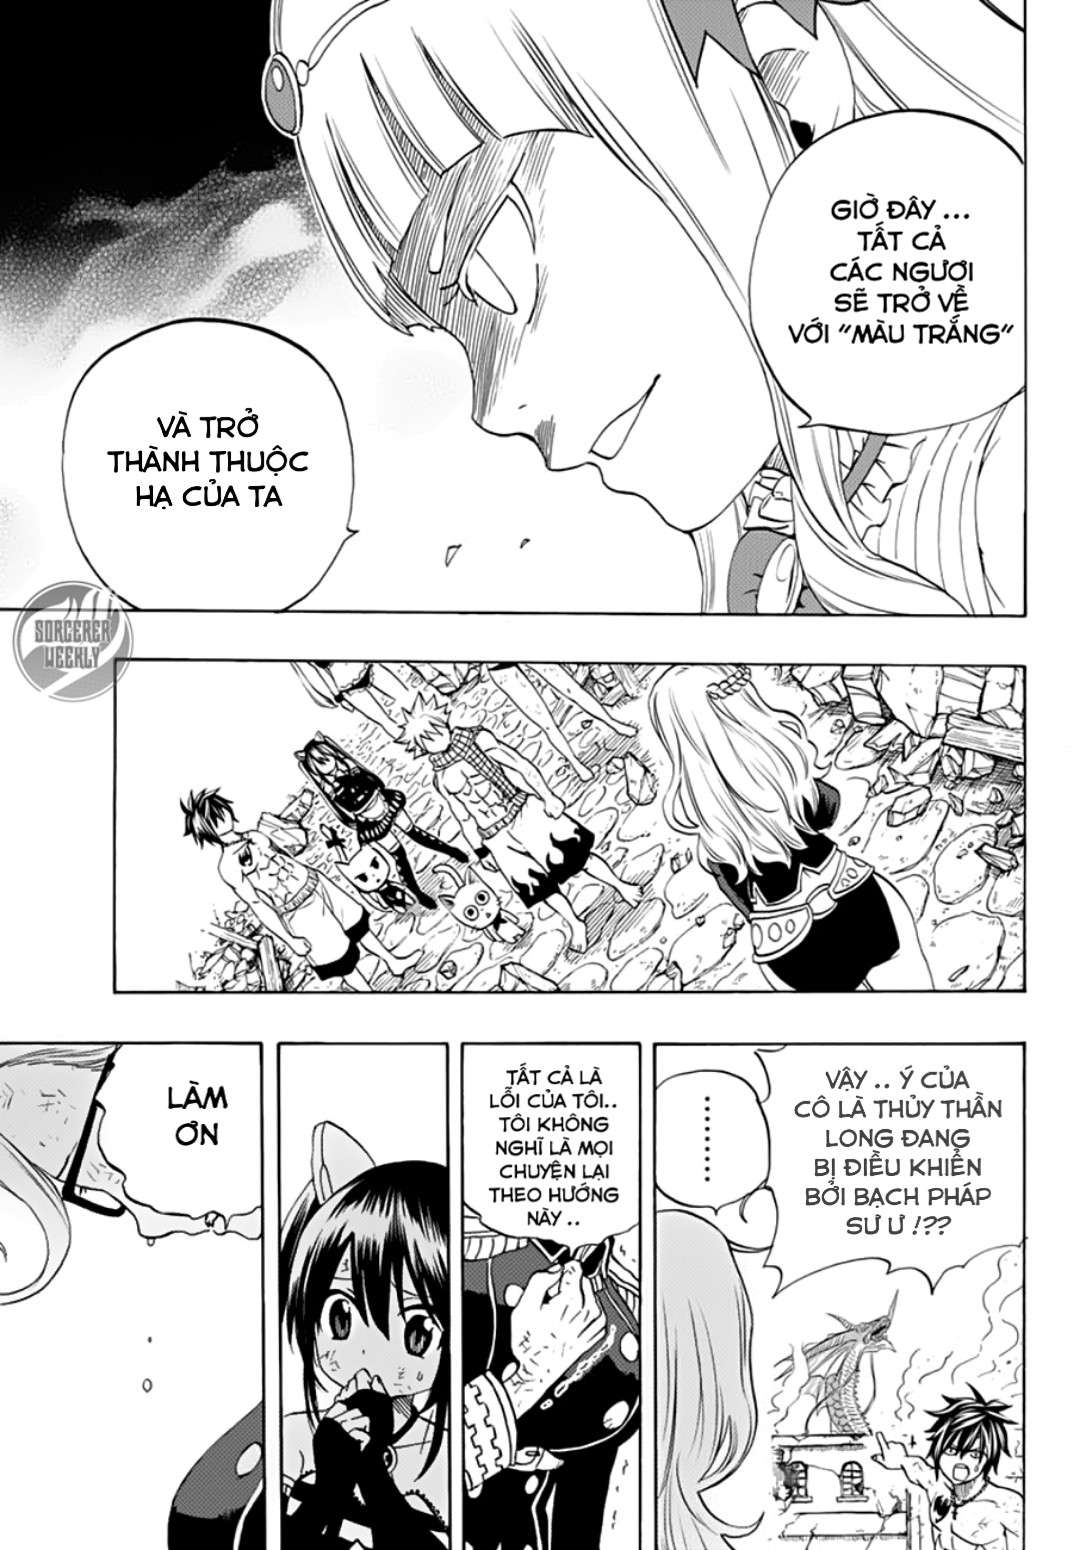 GIỜ ĐÂY ...
TẤT CẢ
CÁC NGƯƠI
SẼ TRỞ VỀ
VỚI “MÀU TRẮNG“
VÀ TRỞ
THÀNH THUỘC
HẠ CỦA TA
SORCERER
WEEKLY
VẬY .. Ý CỦA
CÔ LÀ THỦY THẦN
LONG ĐANG
BỊ ĐIỀU KHIỂN
BỞI BẠCH PHÁP
SƯ Ư !??
........
TẤT CẢ LÀ
LỖI CỦA TÔI..
TÔI KHÔNG
NGHĨ LÀ MỌI
CHUYỆN LẠI
THEO HƯỚNG
NÀY ..
LÀM
ƠN